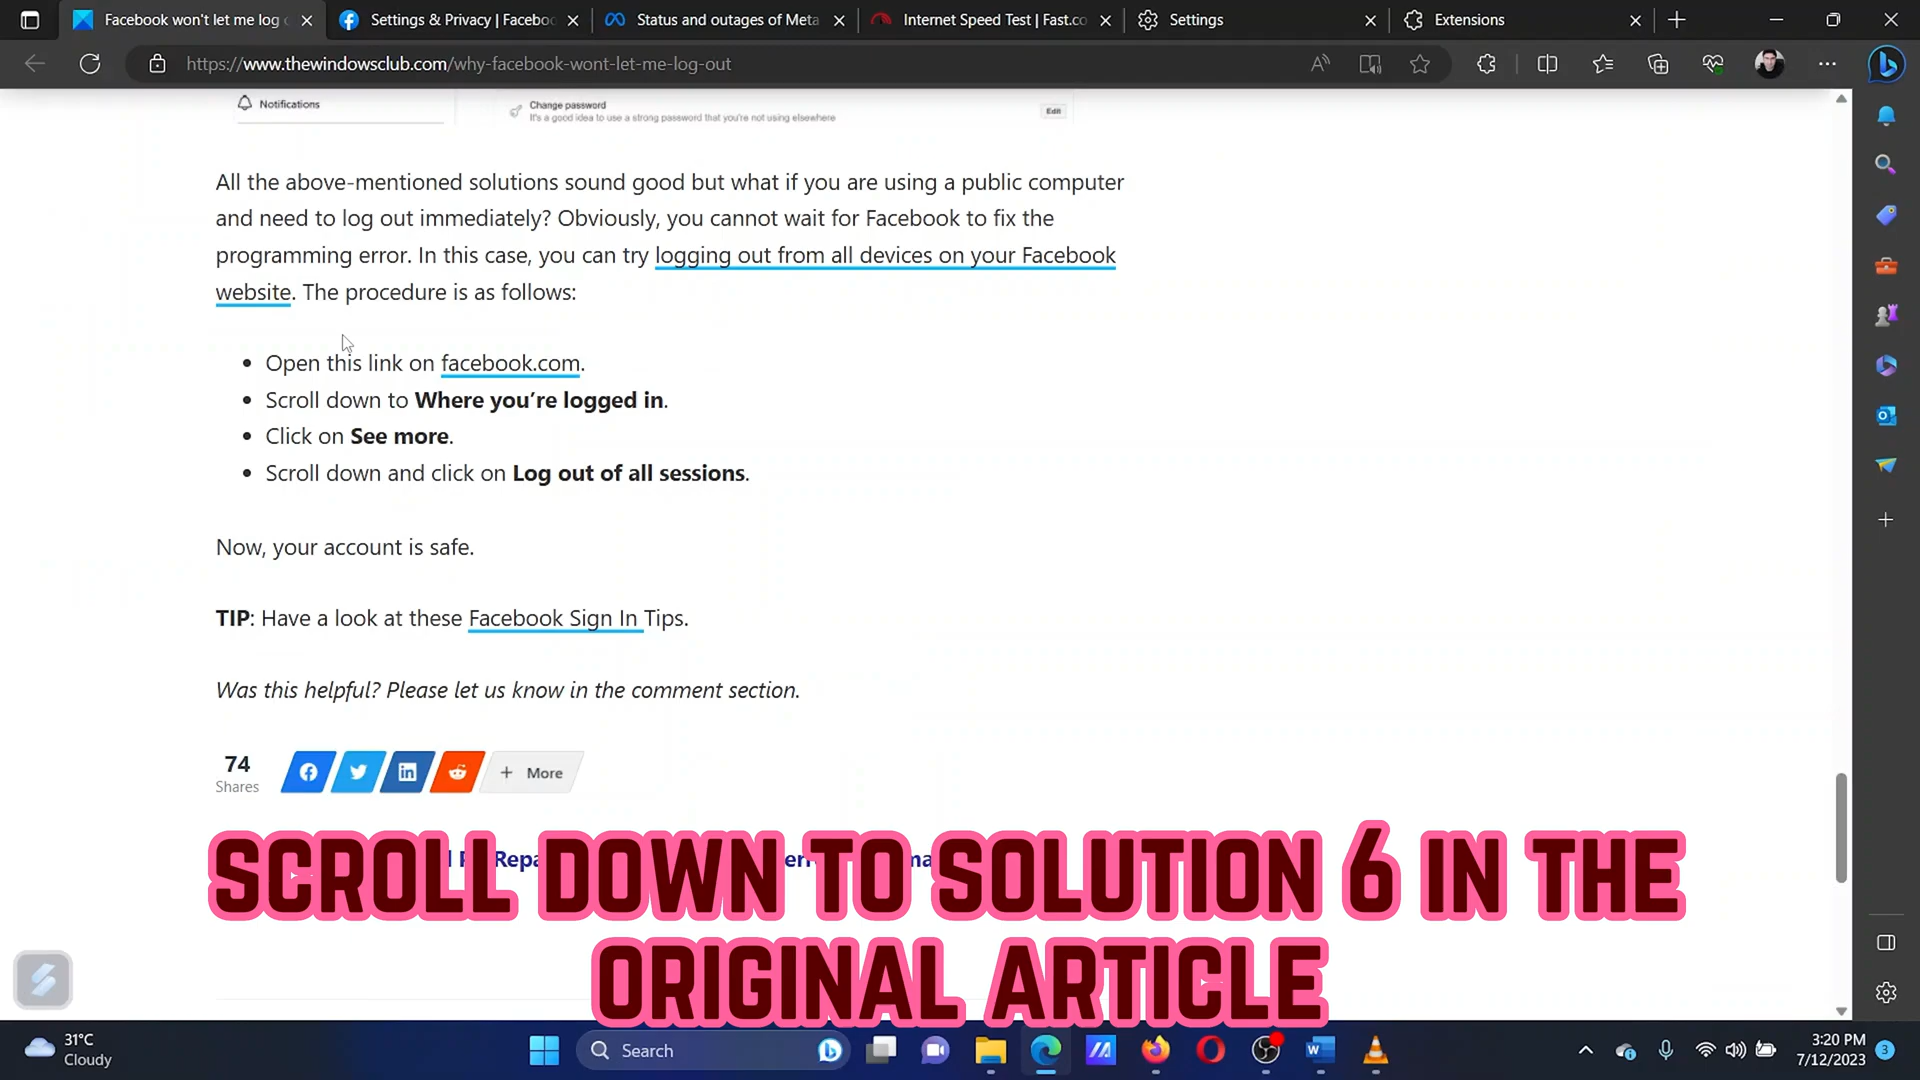 Facebook won't let me log o
Settings & Privacy | Facebo
Status and outages of Meta
Internet Speed Test | Fast.co
Settings
Extensions
https://www.thewindowsclub.com/why-facebook-wont-let-me-log-out
Notifications
Change password
It's a good idea to use a strong password that you're not using elsewhere
Edit
All the above-mentioned solutions sound good but what if you are using a public computer
and need to log out immediately? Obviously, you cannot wait for Facebook to fix the
programming error. In this case, you can try logging out from all devices on your Facebook
website. The procedure is as follows:
• Open this link on facebook.com.
• Scroll down to Where you’re logged in.
• Click on See more.
• Scroll down and click on Log out of all sessions.
Now, your account is safe.
TIP: Have a look at these Facebook Sign In Tips.
Was this helpful? Please let us know in the comment section.
74
Shares
+ More
SCROLL DOWN TO SOLUTION 6 IN THE
ORIGINAL ARTICLE
31°C
Cloudy
Search
3:20 PM
7/12/2023
3